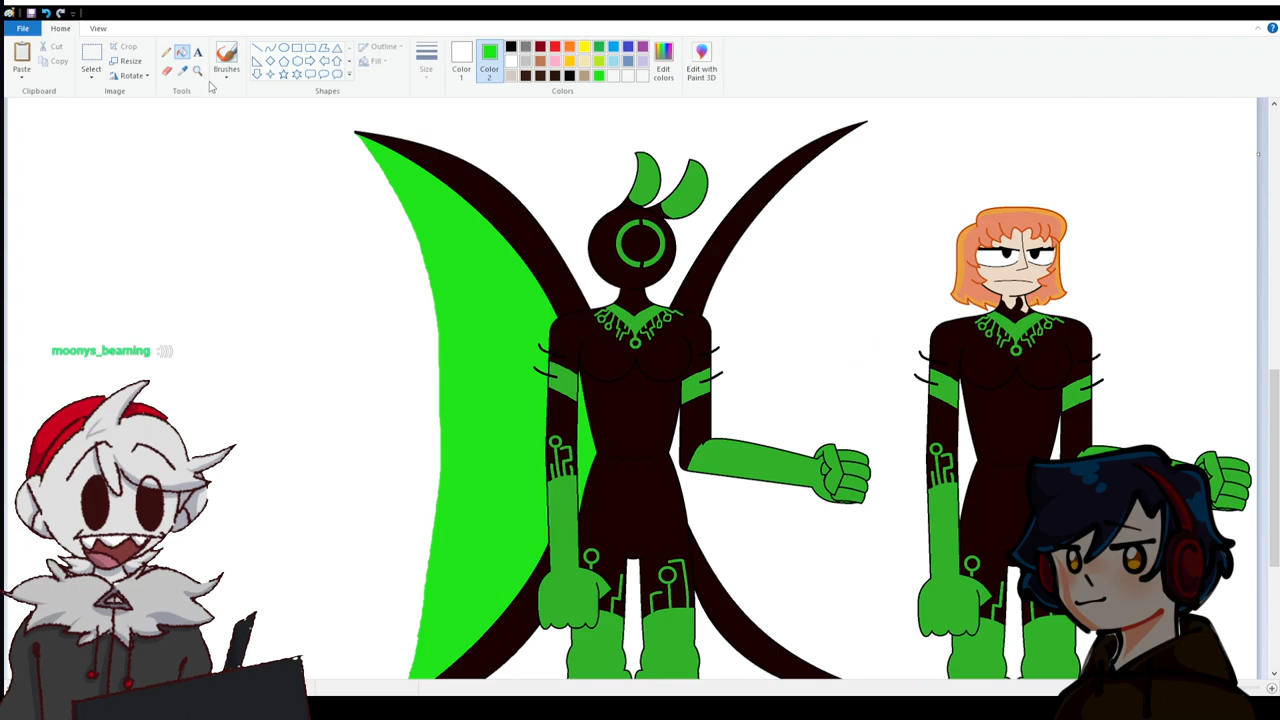 File Home View
Cut
Copy
Paste
Clipboard
Select
Crop
Resize
Rotate
Image
Tools
Brushes
Shapes
Outline
Fill
Size
Color 1
Color 2
Colors
Edit colors
Edit with Paint 3D
moonys_beaming :))))